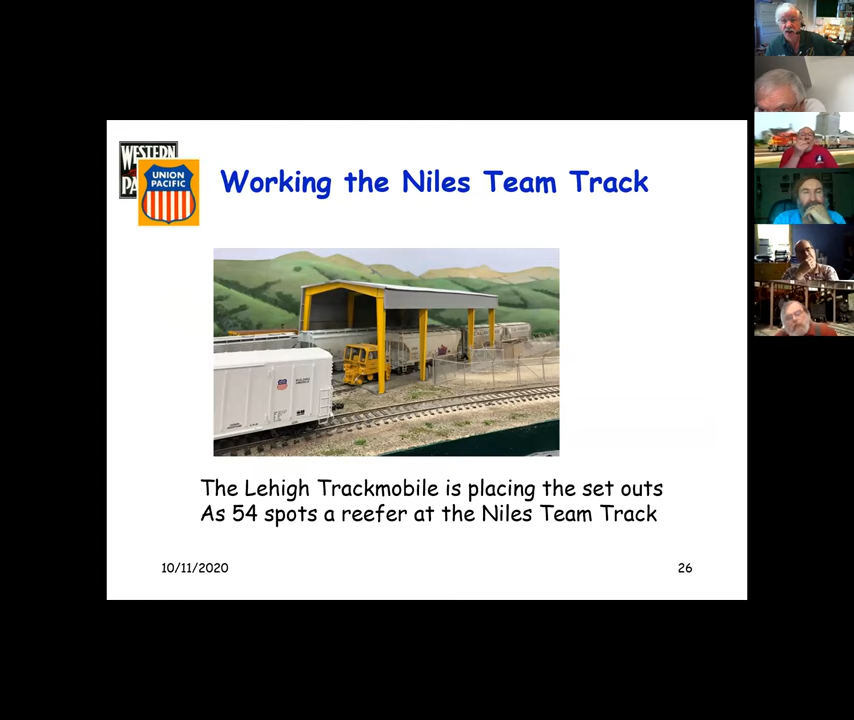 WESTERN
PA
UNION
PACIFIC
Working the Niles Team Track
The Lehigh Trackmobile is placing the set outs
As 54 spots a reefer at the Niles Team Track
10/11/2020
26